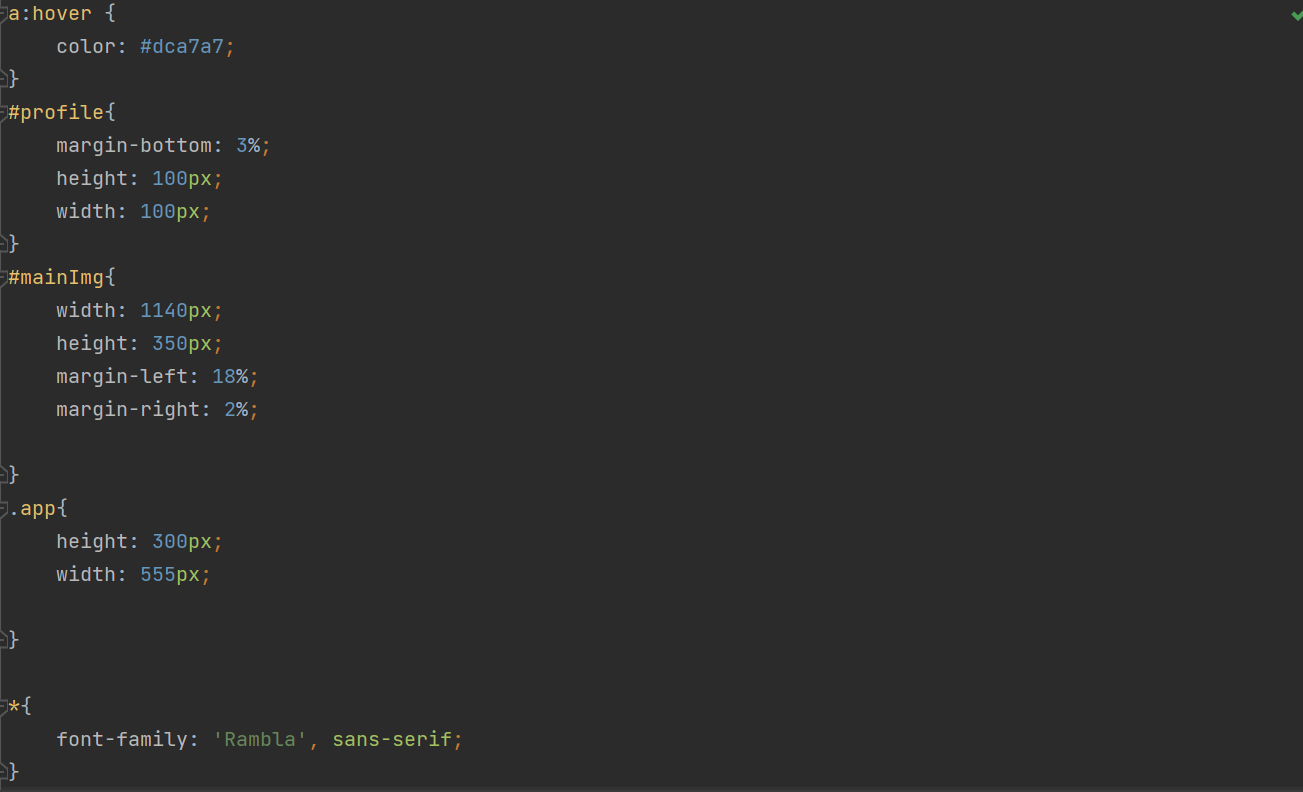 a:hover {
    color: #dca7a7;
}
#profile{
    margin-bottom: 3%;
    height: 100px;
    width: 100px;
}
#mainImg{
    width: 1140px;
    height: 350px;
    margin-left: 18%;
    margin-right: 2%;

}
.app{
    height: 300px;
    width: 555px;

}

*{
    font-family: 'Rambla', sans-serif;
}